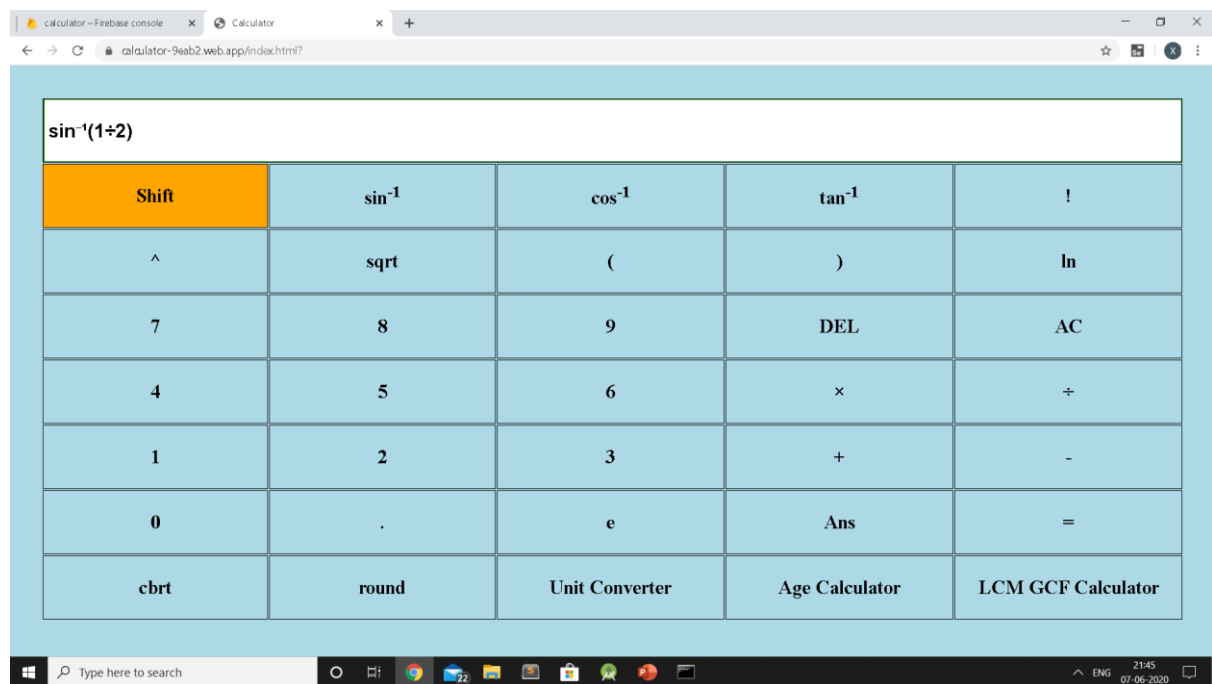 calculator – Firebase console
Calculator
calculator-9eab2.web.app/index.html?
Se
X
sin⁻¹(1÷2)
Shift sin⁻¹ cos⁻¹ tan⁻¹ !
^ sqrt ( ) ln
7 8 9 DEL AC
4 5 6 × ÷
1 2 3 + -
0 . e Ans =
cbrt round Unit Converter Age Calculator LCM GCF Calculator
Type here to search
22
ENG
21:45
07-06-2020